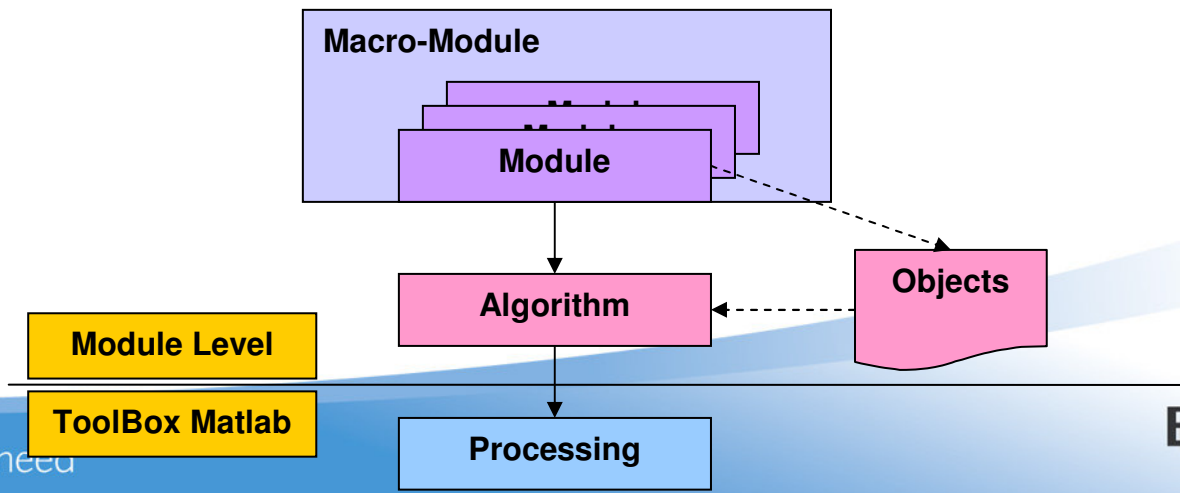 Macro-Module
Module
Algorithm
Objects
Module Level
ToolBox Matlab
Processing